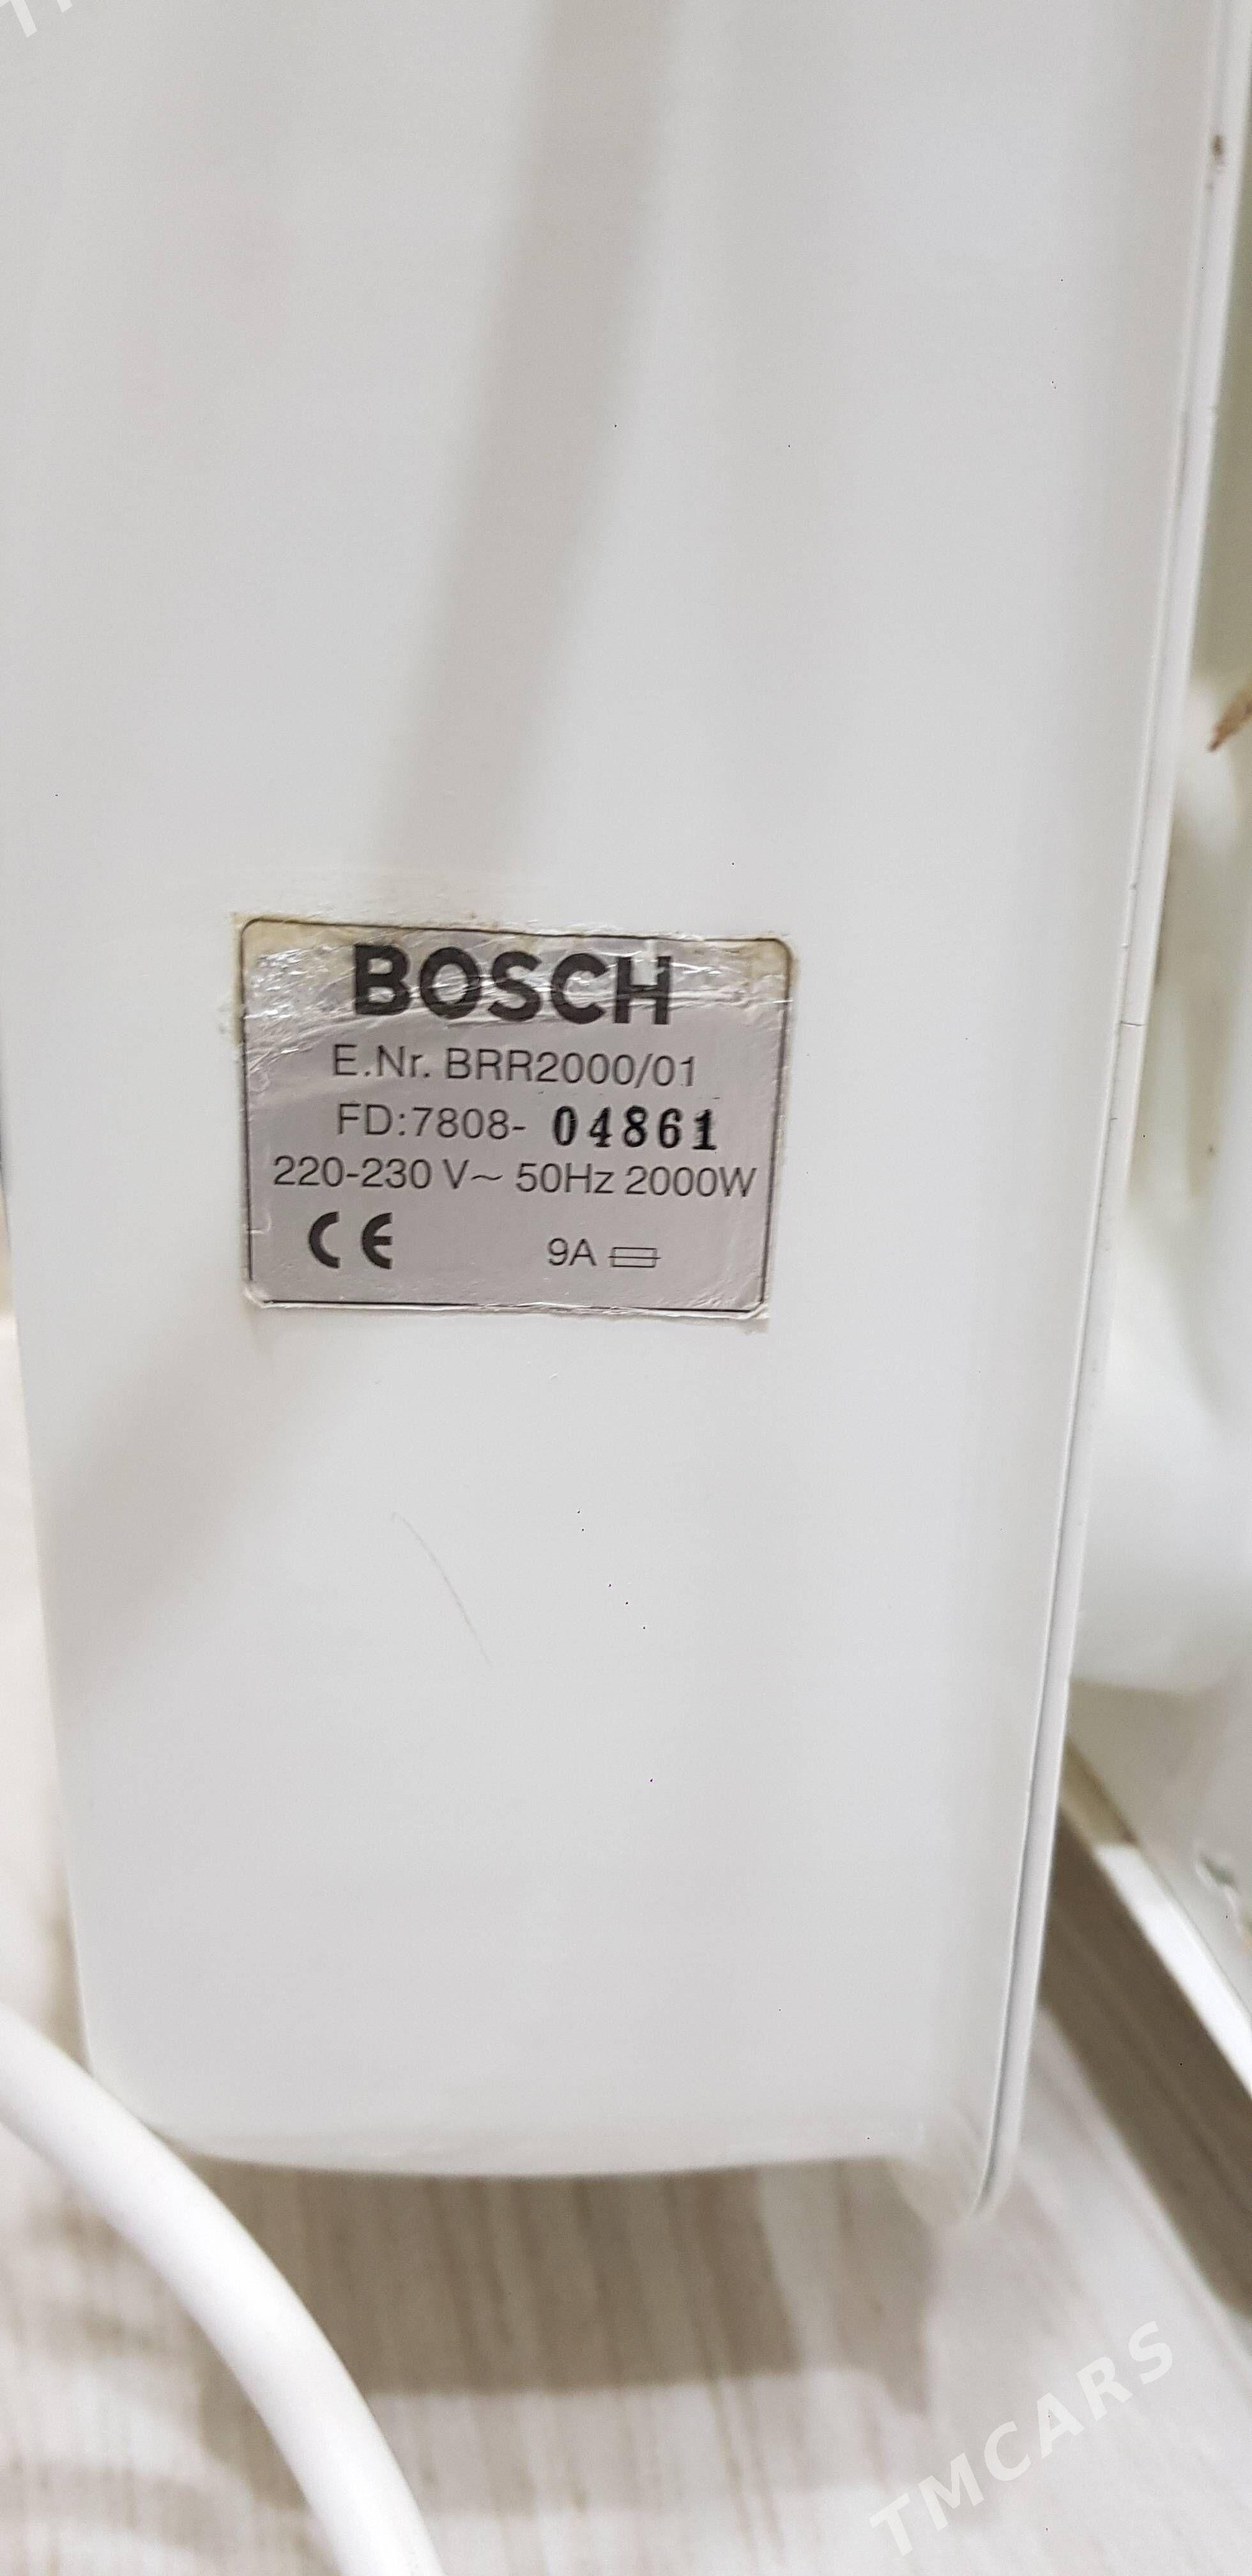 BOSCH
E.Nr. BRR2000/01
FD:7808- 04861
220-230 V~ 50Hz 2000W
CE 9A
TMCARS